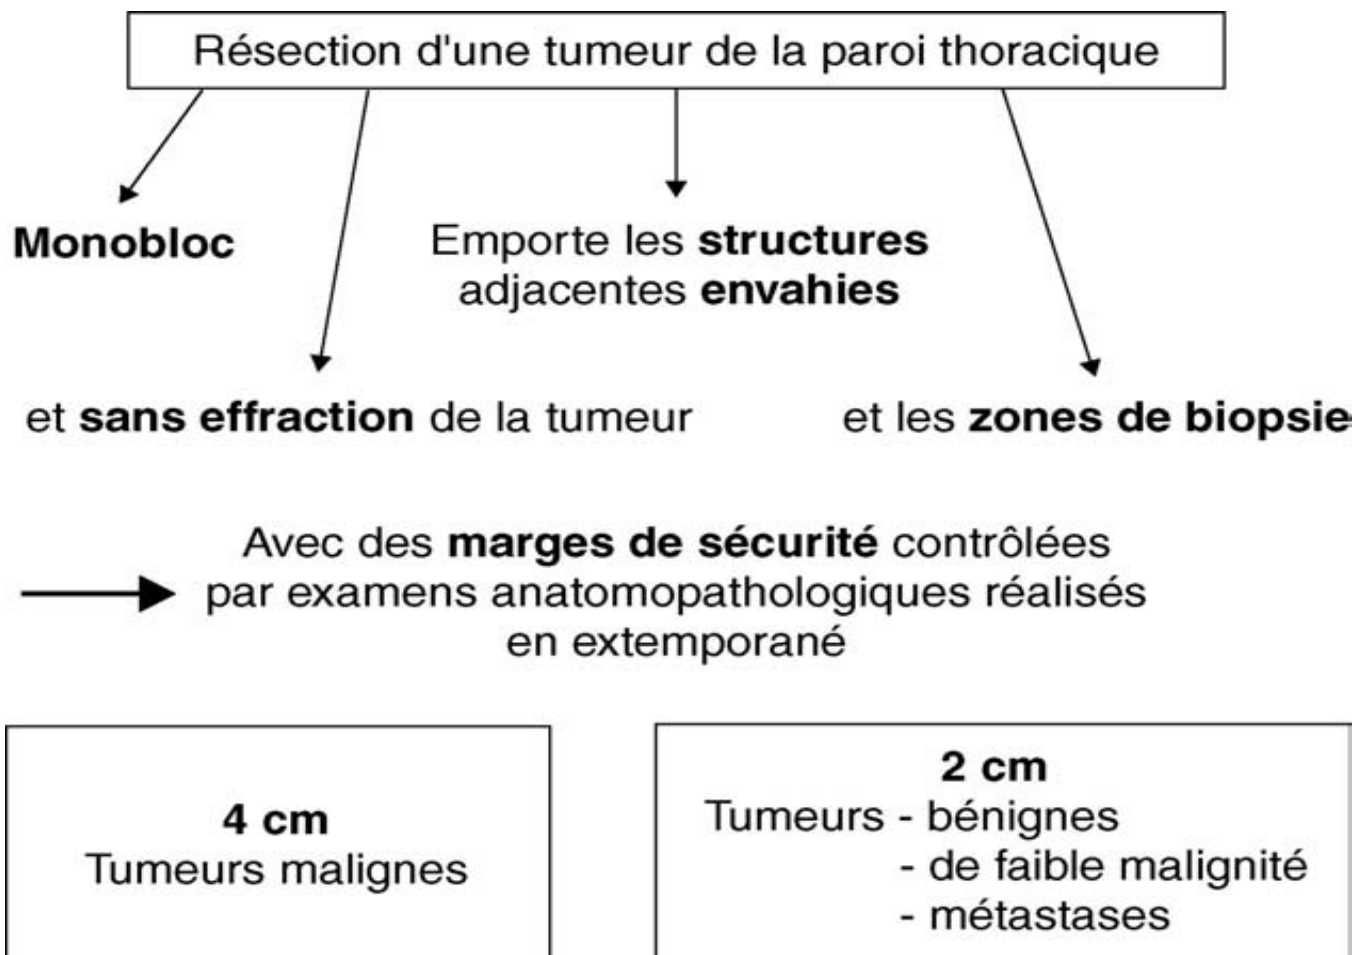 Résection d'une tumeur de la paroi thoracique
Monobloc
Emporte les structures
adjacentes envahies
et sans effraction de la tumeur
et les zones de biopsie
Avec des marges de sécurité contrôlées
par examens anatomopathologiques réalisés
en extemporané
4 cm
Tumeurs malignes
2 cm
Tumeurs - bénignes
- de faible malignité
- métastases